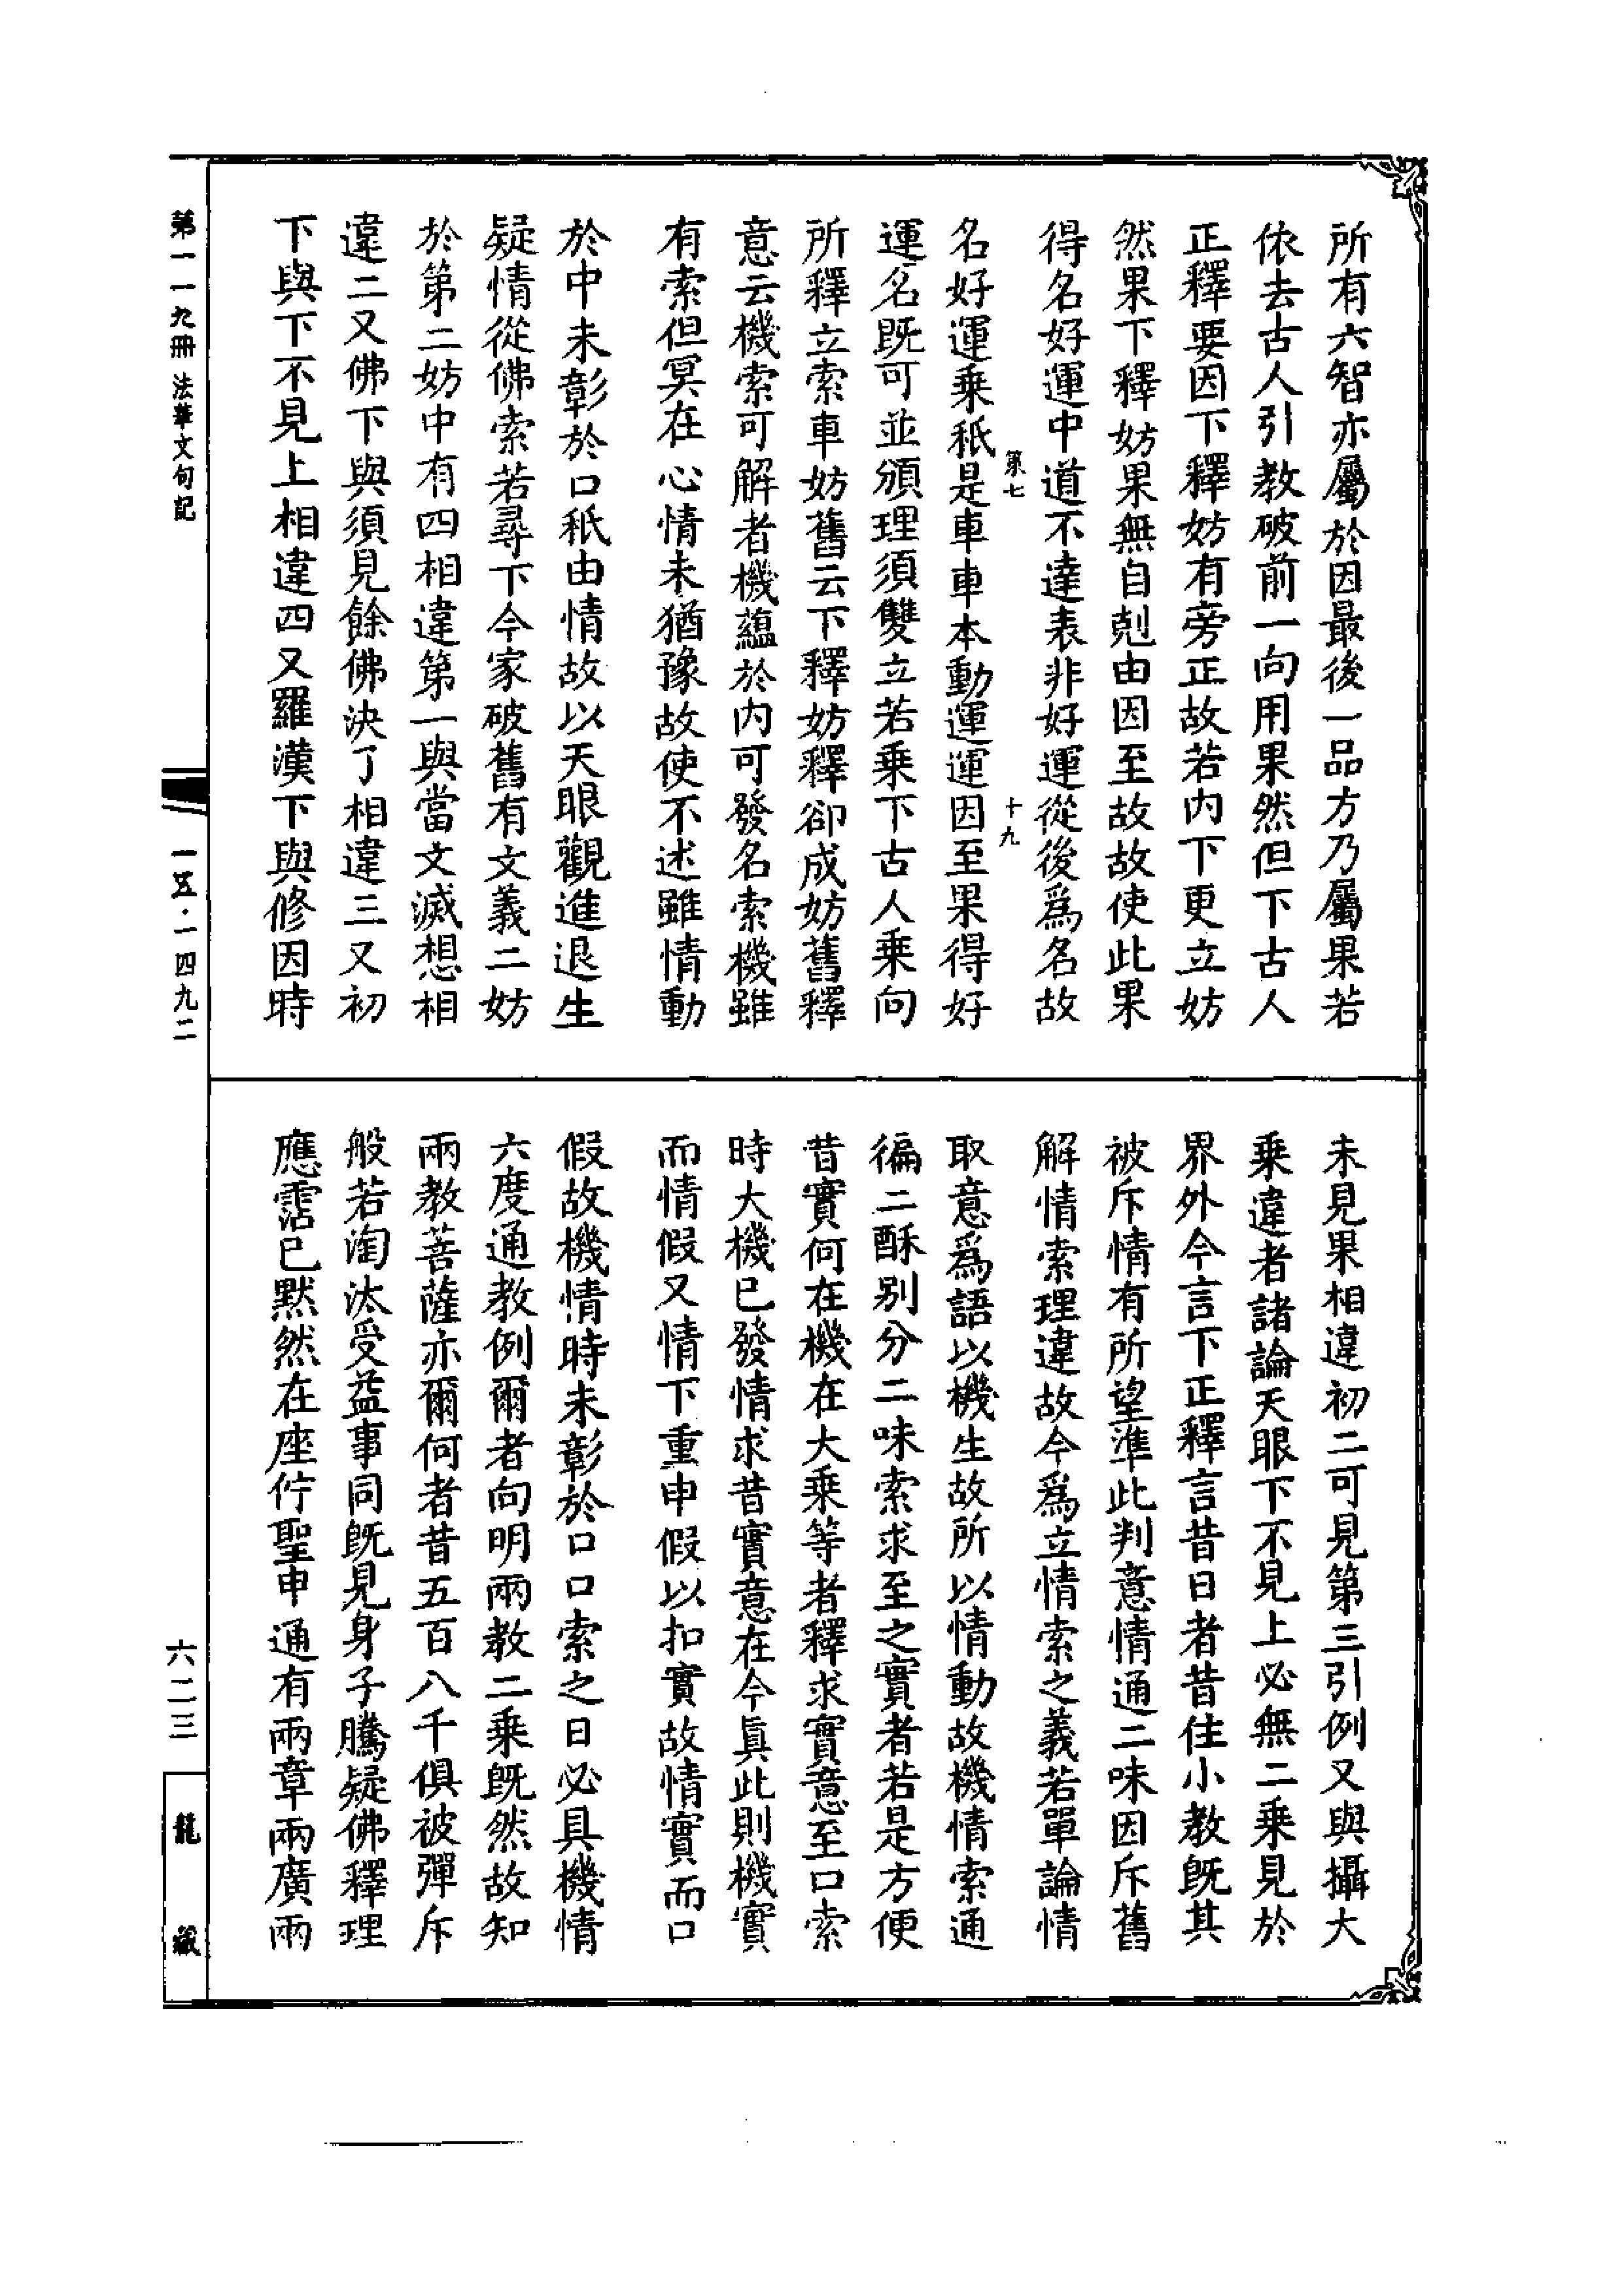 所有六智亦屬於因最後一品方乃屬果若
依去古人引教破前一向用果然但下古人
正釋要因下釋妨有旁正故若内下更立妨
然果下釋妨果無自剋由因至故故使此果
得名好運中道不達表非好運從後爲名故
第七 十九
名好運乘秖是車車本動運運因至果得好
運名既可並頒理須雙立若乘下古人乘向
所釋立索車妨舊云下釋妨釋卻成妨舊釋
意云機索可解者機蘊於内可發名索機雖
有索但冥在心情未猶豫故使不述雖情動
於中未彰於口秖由情故以天眼觀進退生
疑情從佛索若尋下今家破舊有文義二妨
於第二妨中有四相違第一與當文滅想相
違二又佛下與須見餘佛決了相違三又初
下與下不見上相違四又羅漢下與修因時
未見果相違初二可見第三引例又與攝大
乘違者諸論天眼下不見上必無二乘見於
界外今言下正釋言昔日者昔住小教既其
被斥情有所望準此判意情通二味因斥舊
解情索理違故今爲立情索之義若單論情
取意爲語以機生故所以情動故機情索通
徧二酥别分二味索求至之實者若是方便
昔實何在機在大乘等者釋求實意至口索
時大機已發情求昔實意在今眞此則機實
而情假又情下重申假以扣實故情實而口
假故機情時未彰於口口索之日必具機情
六度通教例爾者向明兩教二乘既然故知
兩教菩薩亦爾何者昔五百八千俱被彈斥
般若淘汰受益事同既見身子騰疑佛釋理
應霑已默然在座佇聖申通有兩章兩廣兩
第一一九冊 法華文句記
一五·一四九二
六二三
龍藏